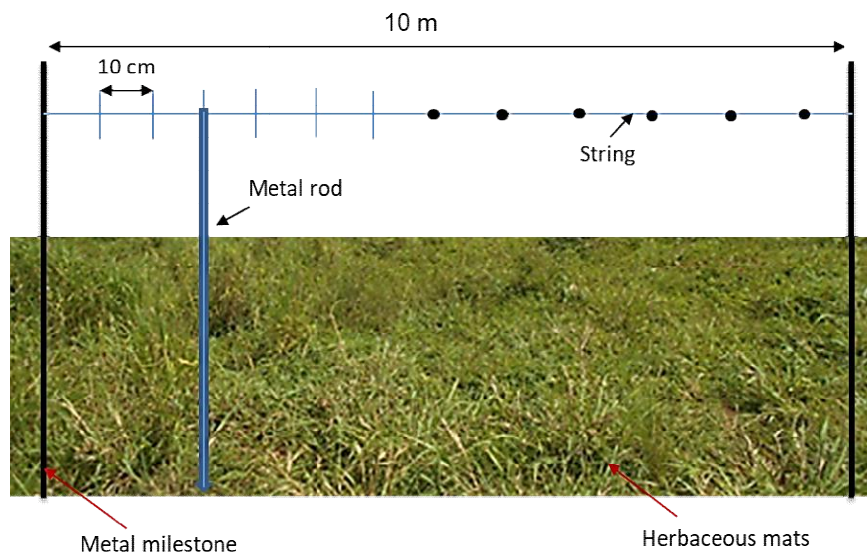 10 m
10 cm
String
Metal rod
Metal milestone
Herbaceous mats